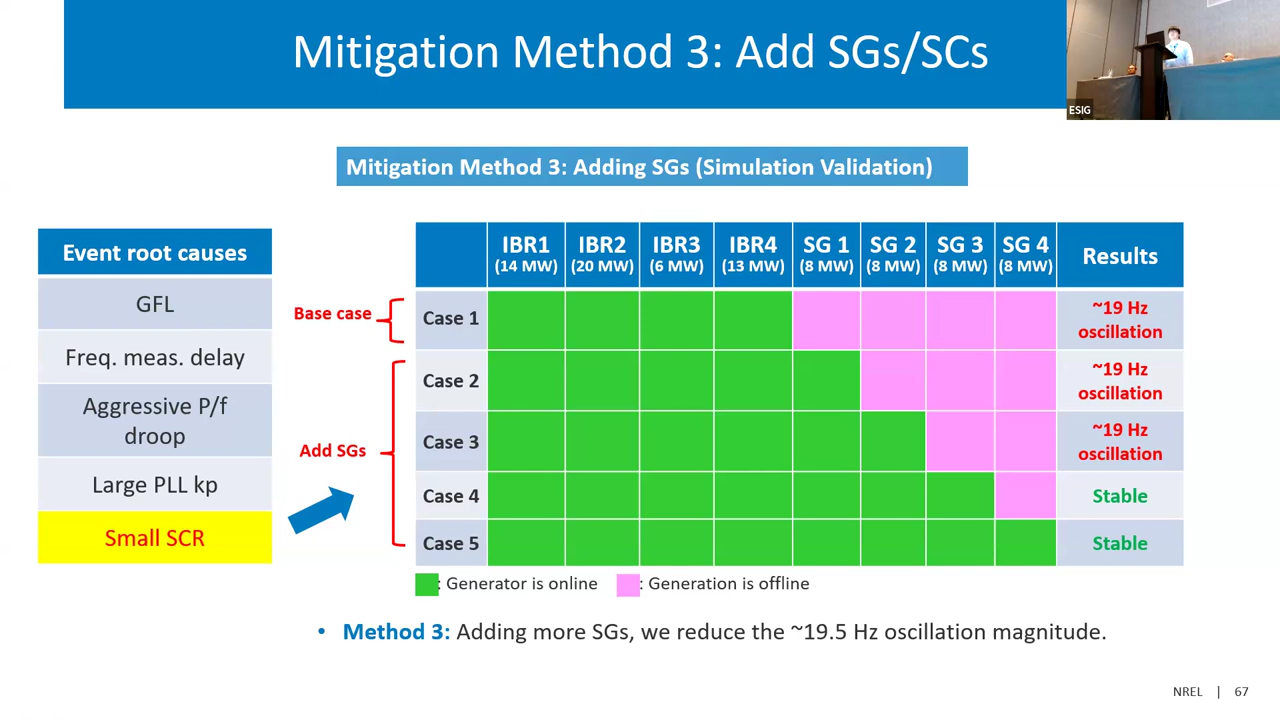 Mitigation Method 3: Add SGs/SCs
ESIG
Mitigation Method 3: Adding SGs (Simulation Validation)
Event root causes
GFL
Freq. meas. delay
Aggressive P/f
droop
Large PLL kp
Small SCR
Base case
Add SGs
IBR1 IBR2 IBR3 IBR4 SG 1 SG 2 SG 3 SG 4 Results
(14 MW) (20 MW) (6 MW) (13 MW) (8 MW) (8 MW) (8 MW) (8 MW)
Case 1 ~19 Hz
oscillation
Case 2 ~19 Hz
oscillation
Case 3 ~19 Hz
oscillation
Case 4 Stable
Case 5 Stable
: Generator is online : Generation is offline
• Method 3: Adding more SGs, we reduce the ~19.5 Hz oscillation magnitude.
NREL | 67